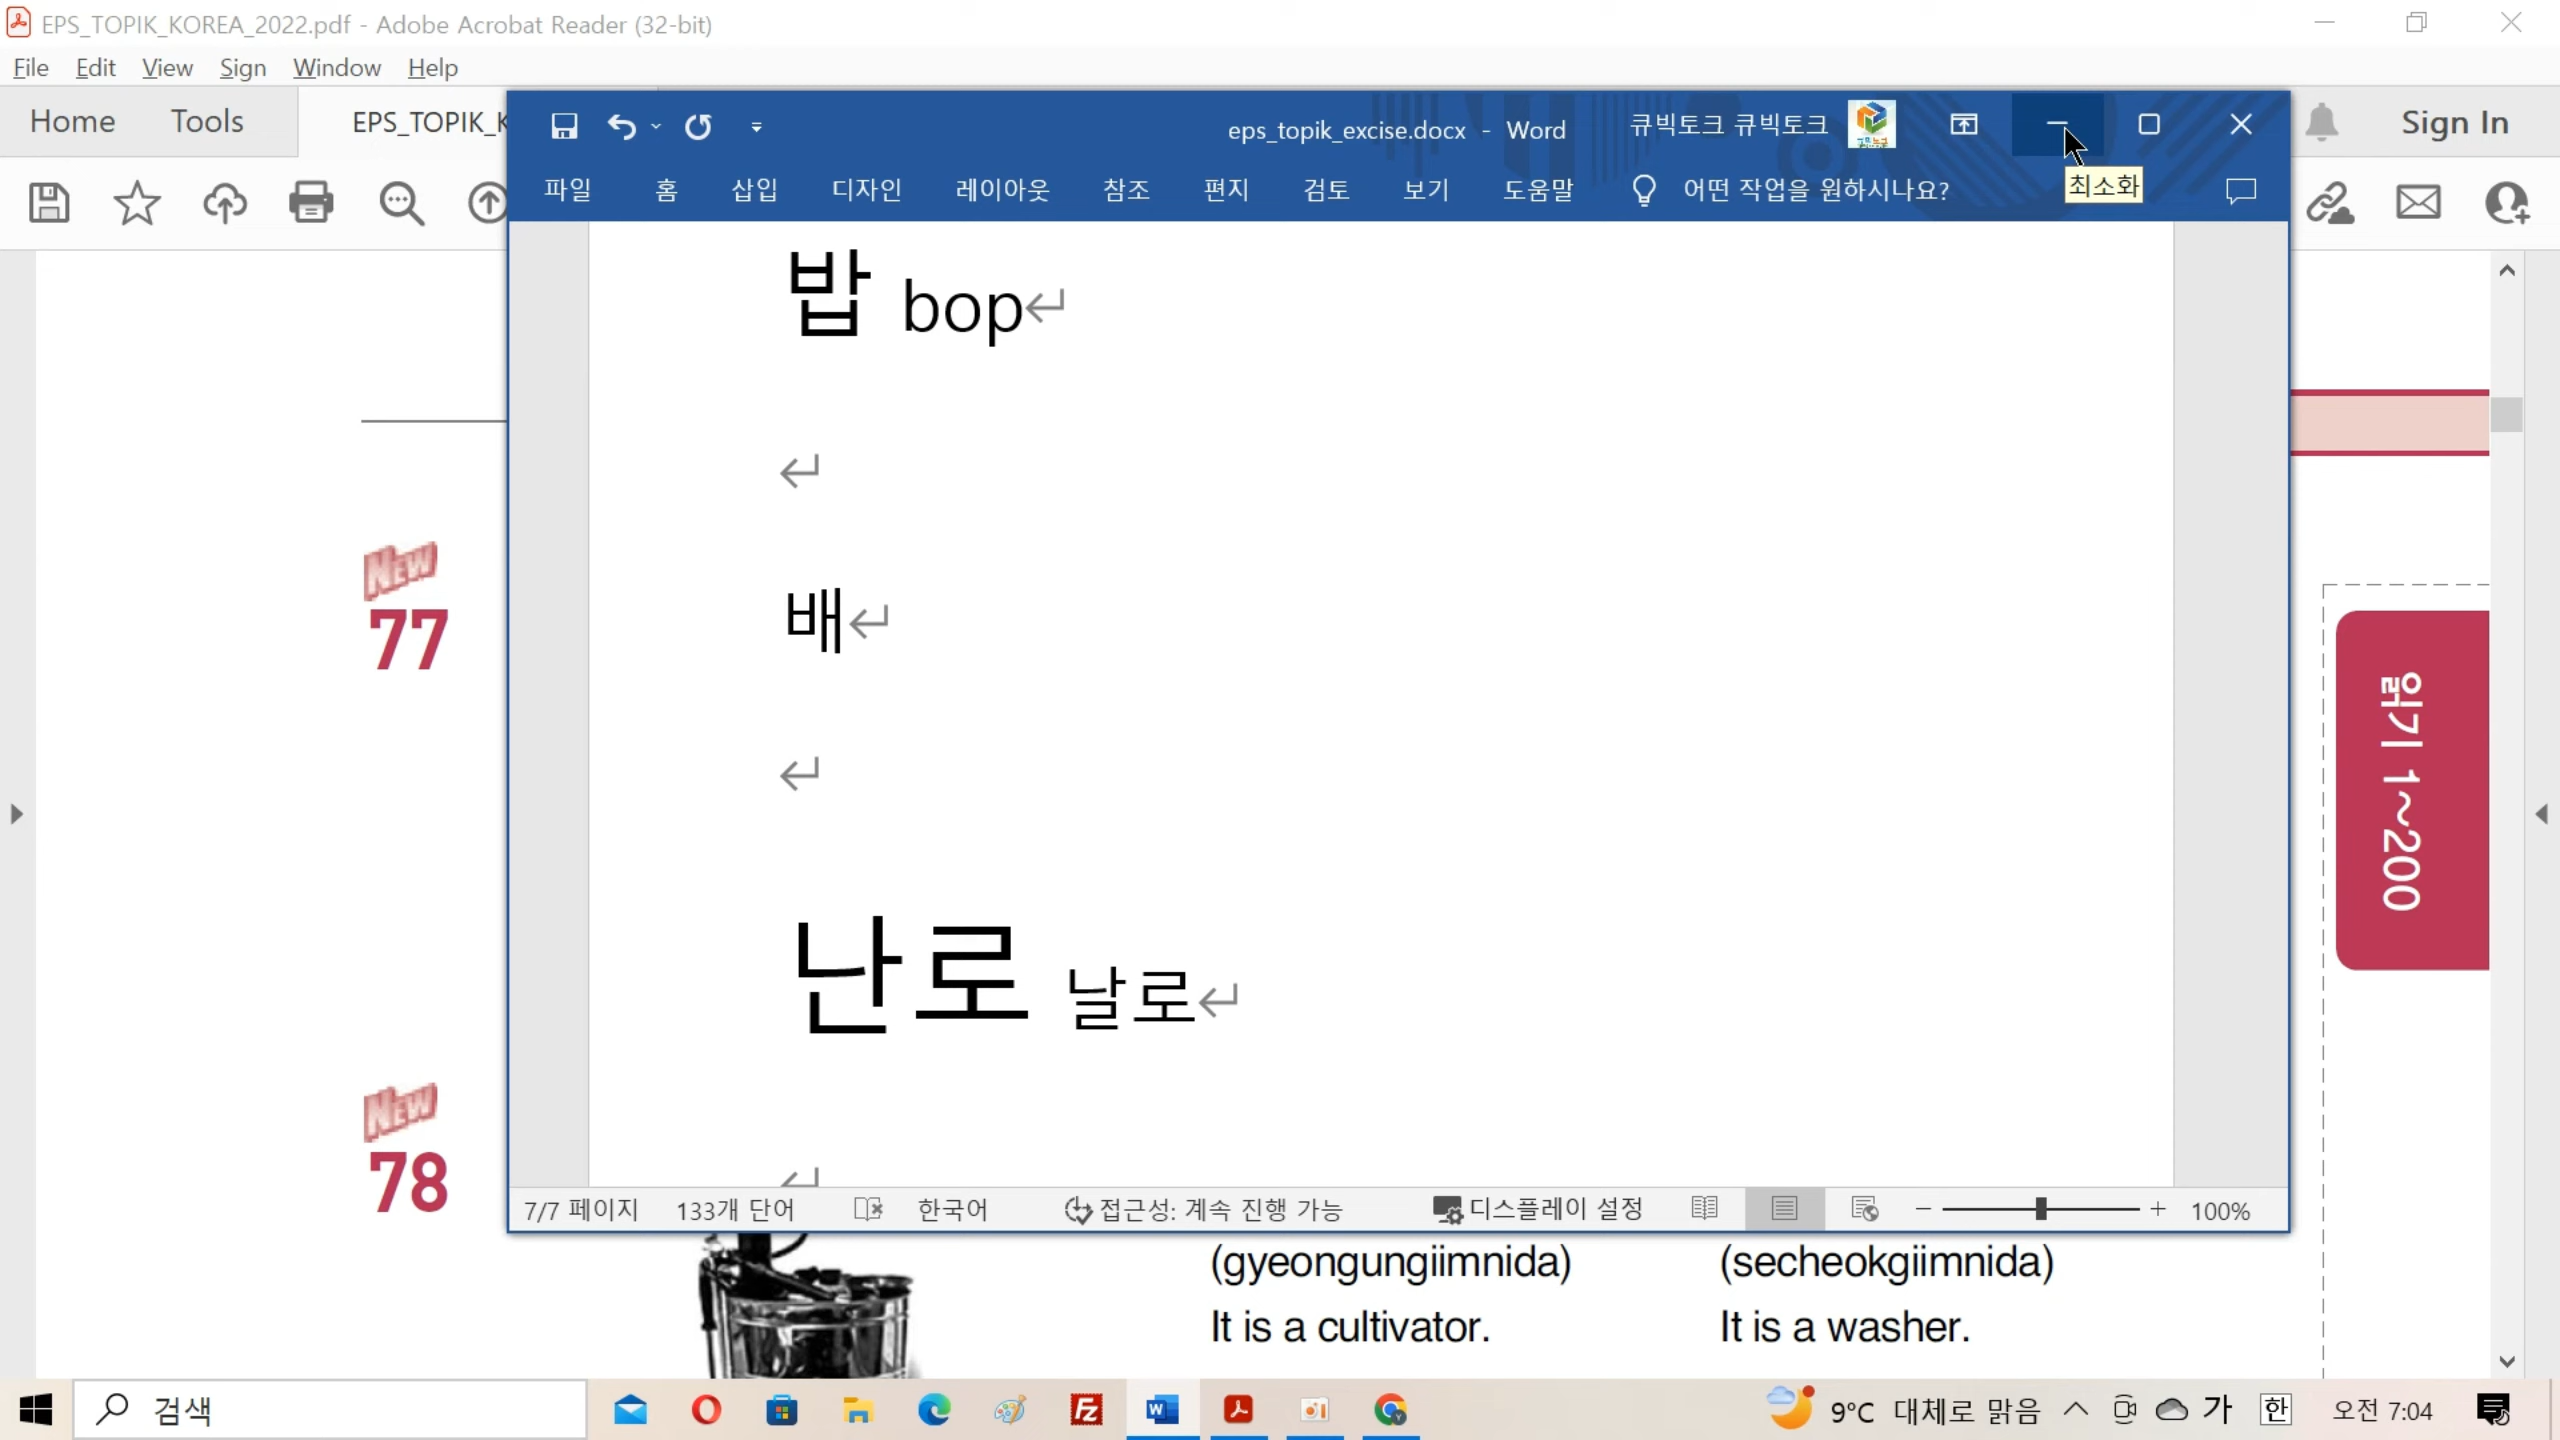 EPS_TOPIK_KOREA_2022.pdf - Adobe Acrobat Reader (32-bit)
File Edit View Sign Window Help
Home Tools EPS_TOPIK_K
Sign In
eps_topik_excise.docx - Word
큐빅토크 큐빅토크
파일 홈 삽입 디자인 레이아웃 참조 편지 검토 보기 도움말 어떤 작업을 원하시나요?
최소화
밥 bop
배
난로 날로
NEW
77
NEW
78
읽기 1~200
7/7 페이지 133개 단어 한국어 접근성: 계속 진행 가능 디스플레이 설정 100%
(gyeongungiimnida) (secheokgiimnida)
It is a cultivator. It is a washer.
검색
9°C 대체로 맑음 가 한 오전 7:04